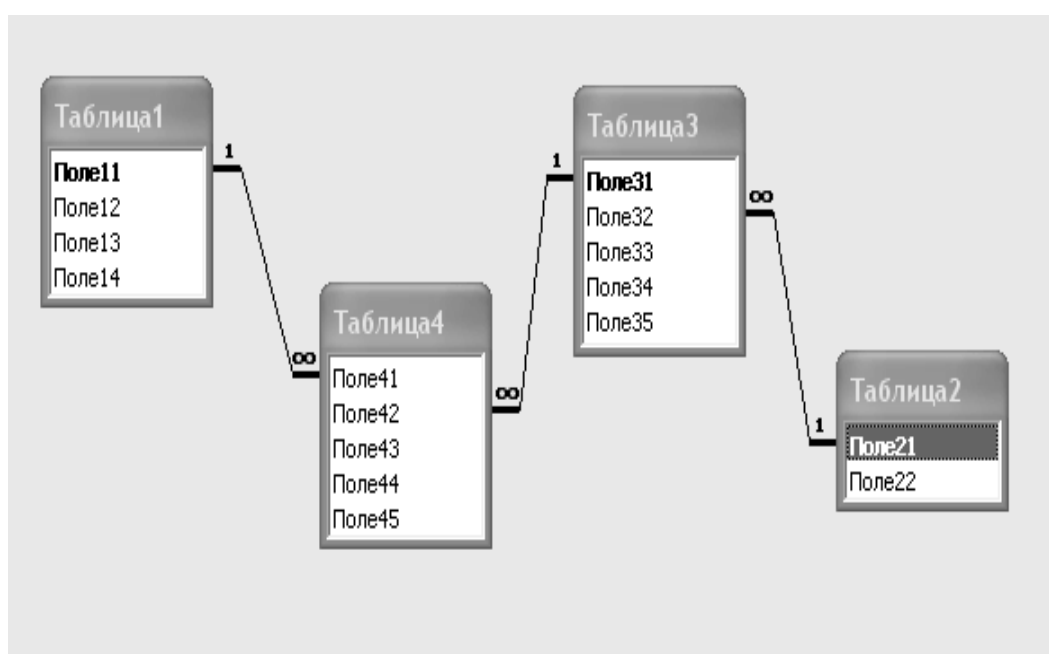 Таблица1
1
Поле11
Поле12
Поле13
Поле14
∞
Таблица4
Поле41
Поле42
Поле43
Поле44
Поле45
∞
1
Таблица3
Поле31
Поле32
Поле33
Поле34
Поле35
∞
1
Таблица2
Поле21
Поле22